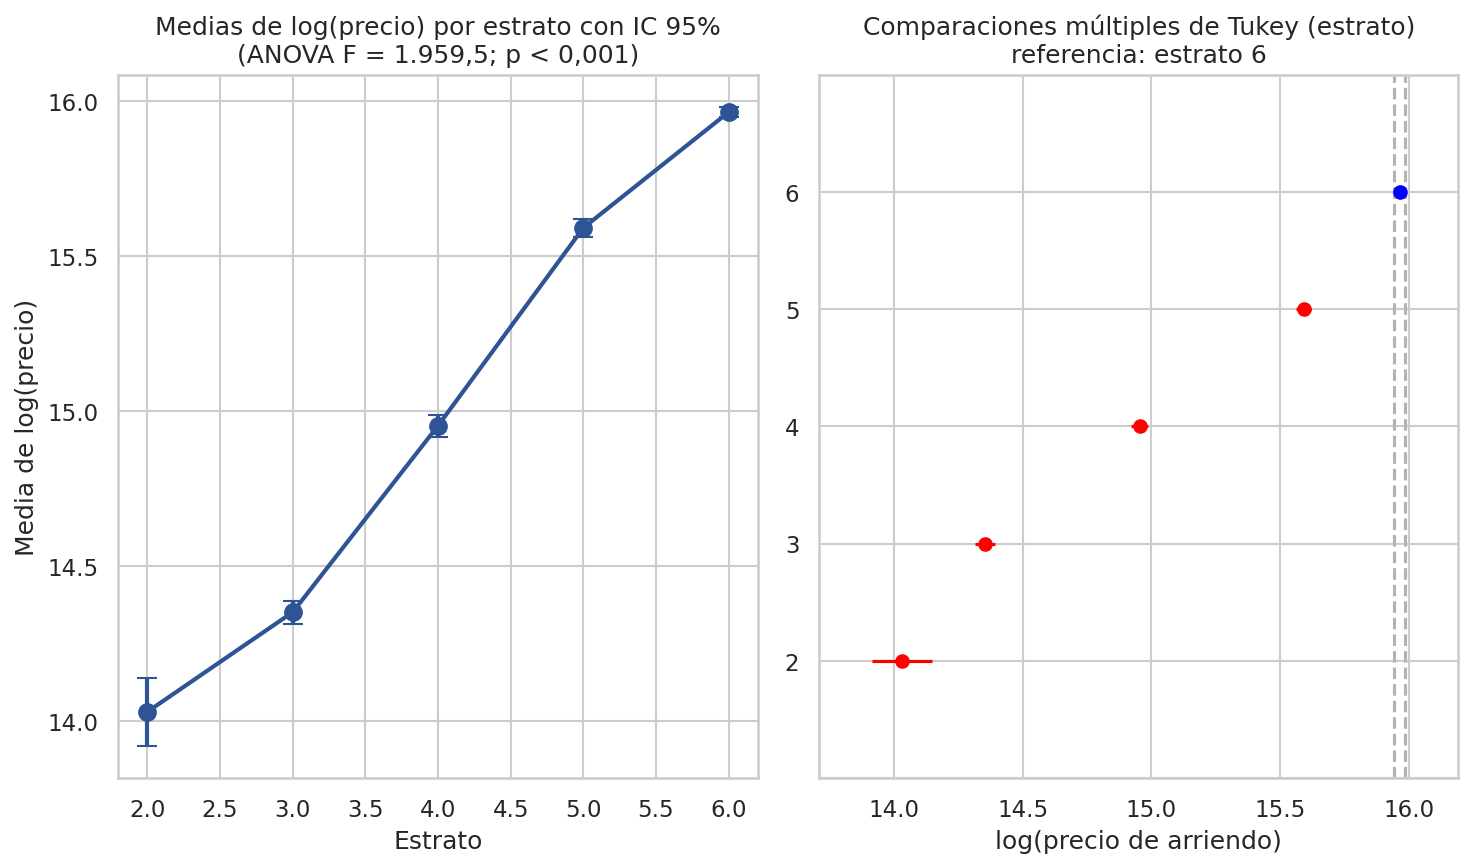 Medias de log(precio) por estrato con IC 95%
(ANOVA F = 1.959,5; p < 0,001)
Media de log(precio)
16.0
15.5
15.0
14.5
14.0
2.0 2.5 3.0 3.5 4.0 4.5 5.0 5.5 6.0
Estrato
Comparaciones múltiples de Tukey (estrato)
referencia: estrato 6
6
5
4
3
2
14.0 14.5 15.0 15.5 16.0
log(precio de arriendo)